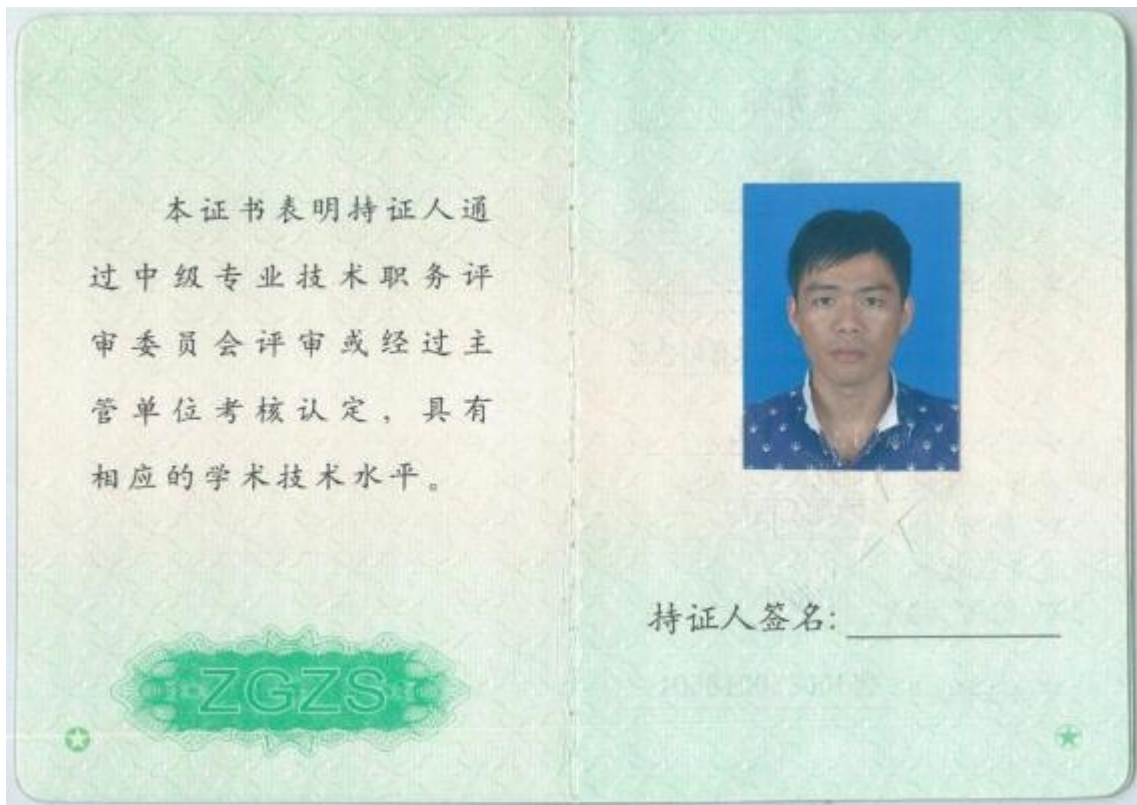 本证书表明持证人通
过中级专业技术职务评
审委员会评审或经过主
管单位考核认定，具有
相应的学术技术水平。
ZGZS
持证人签名: